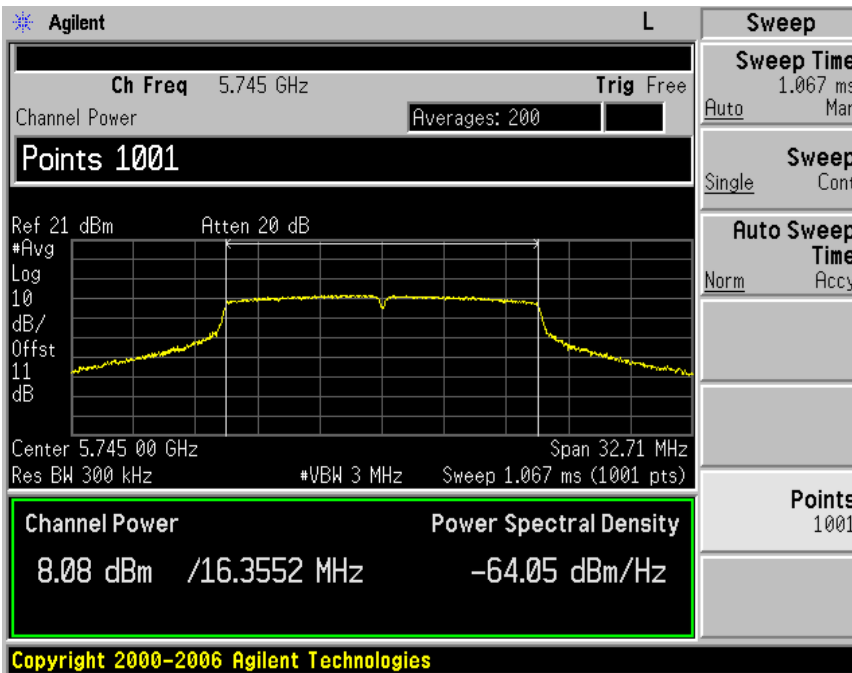 Agilent L Sweep
Ch Freq 5.745 GHz Trig Free
Channel Power Averages: 200
Points 1001
Ref 21 dBm Atten 20 dB
#Avg
Log
10
dB/
Offst
11
dB
Center 5.745 00 GHz Span 32.71 MHz
Res BW 300 kHz #VBW 3 MHz Sweep 1.067 ms (1001 pts)
Channel Power Power Spectral Density
8.08 dBm /16.3552 MHz -64.05 dBm/Hz
Copyright 2000-2006 Agilent Technologies
Sweep Time
1.067 ms
Auto Man
Sweep
Single Cont
Auto Sweep
Time
Norm Accy
Points
1001